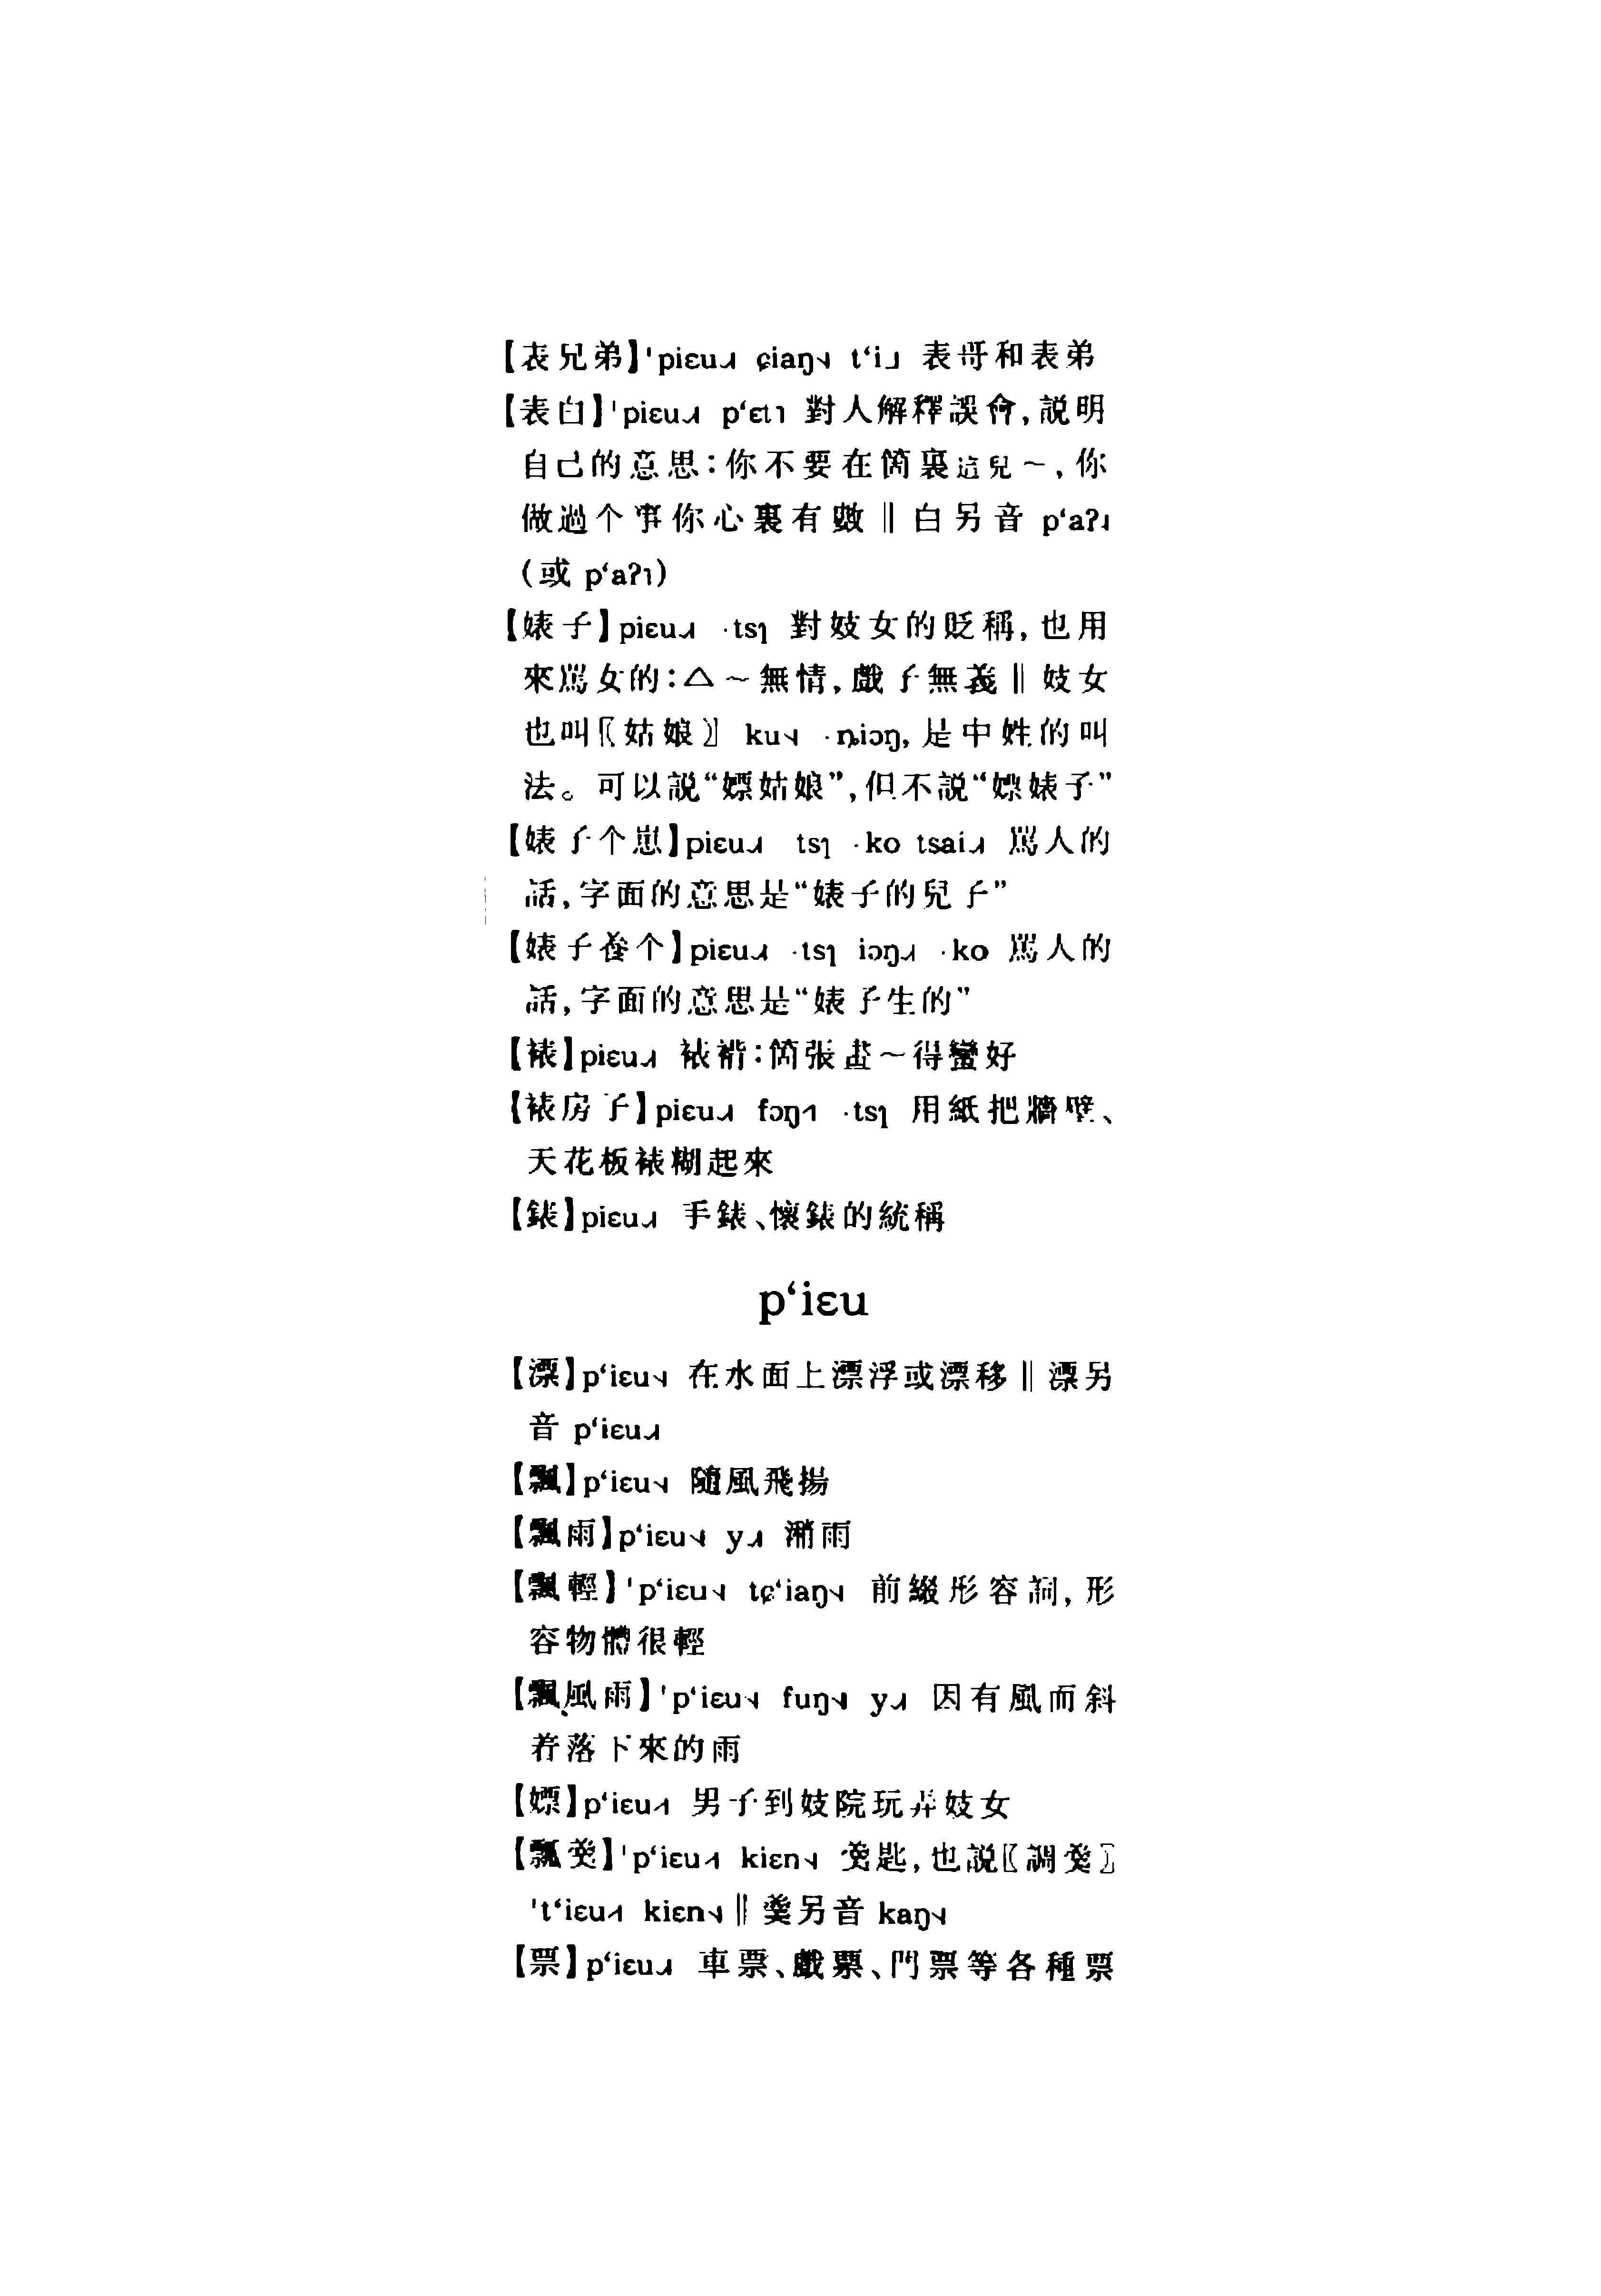 【表兄弟】ˈpiɛu˨˩˧ ɕiaŋ˦˨ tʻi˩ 表哥和表弟
【表白】ˈpiɛu˨˩˧ pʻɛt˥ 對人解釋誤會,説明
自己的意思:你不要在箇裏這兒～,你
做過个事你心裏有數‖白另音 pʻaʔ˨
(或 pʻaʔ˥)
【婊子】piɛu˨˩˧ ·tsɿ 對妓女的貶稱,也用
來駡女的:△～無情,戲子無義‖妓女
也叫〖姑娘〗 ku˦˨ ·ȵiɔŋ,是中姓的叫
法。可以説“嫖姑娘”,但不説“嫖婊子”
【婊子个崽】piɛu˨˩˧ tsɿ ·ko tsai˨˩˧ 駡人的
話,字面的意思是“婊子的兒子”
【婊子養个】piɛu˨˩˧ ·tsɿ iɔŋ˨˩˧ ·ko 駡人的
話,字面的意思是“婊子生的”
【裱】piɛu˨˩˧ 裱褙:箇張畫～得蠻好
【裱房子】piɛu˨˩˧ fɔŋ˨˦ ·tsɿ 用紙把牆壁、
天花板裱糊起來
【錶】piɛu˨˩˧ 手錶、懷錶的統稱
pʻiɛu
【漂】pʻiɛu˦˨ 在水面上漂浮或漂移‖漂另
音 pʻiɛu˨˩˧
【飄】pʻiɛu˦˨ 隨風飛揚
【飄雨】pʻiɛu˦˨ y˨˩˧ 潲雨
【飄輕】ˈpʻiɛu˦˨ tɕʻiaŋ˦˨ 前綴形容詞,形
容物體很輕
【飄風雨】ˈpʻiɛu˦˨ fuŋ˦˨ y˨˩˧ 因有風而斜
着落下來的雨
【嫖】pʻiɛu˨˦ 男子到妓院玩弄妓女
【瓢羹】ˈpʻiɛu˨˦ kiɛn˦˨ 羹匙,也説〖調羹〗
ˈtʻiɛu˨˦ kiɛn˦˨‖羹另音 kaŋ˦˨
【票】pʻiɛu˨˩˧ 車票、戲票、門票等各種票